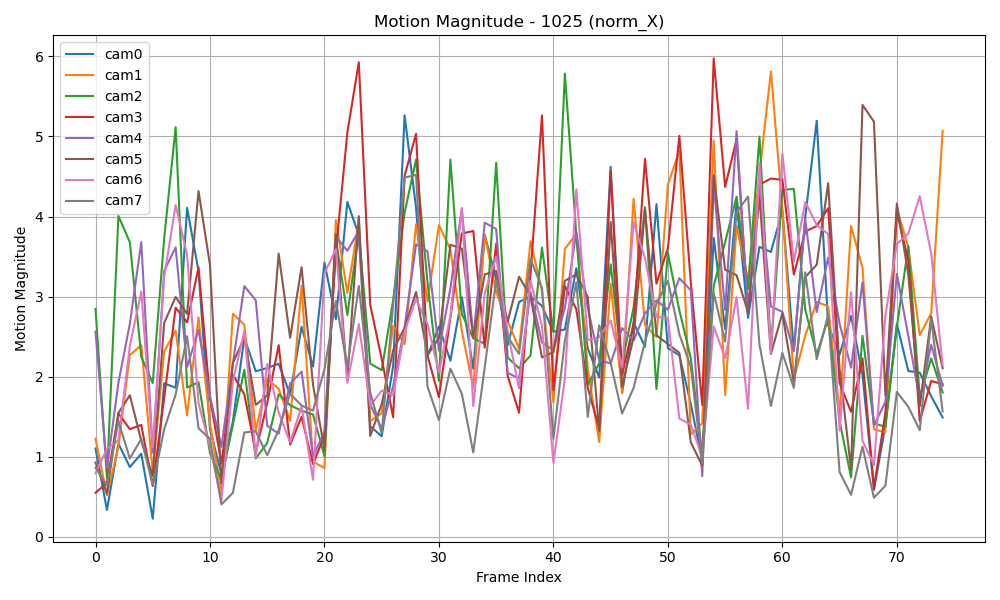 Motion Magnitude - 1025 (norm_X)
cam0
cam1
cam2
cam3
cam4
cam5
cam6
cam7
Motion Magnitude
6
5
4
3
2
1
0
0 10 20 30 40 50 60 70
Frame Index